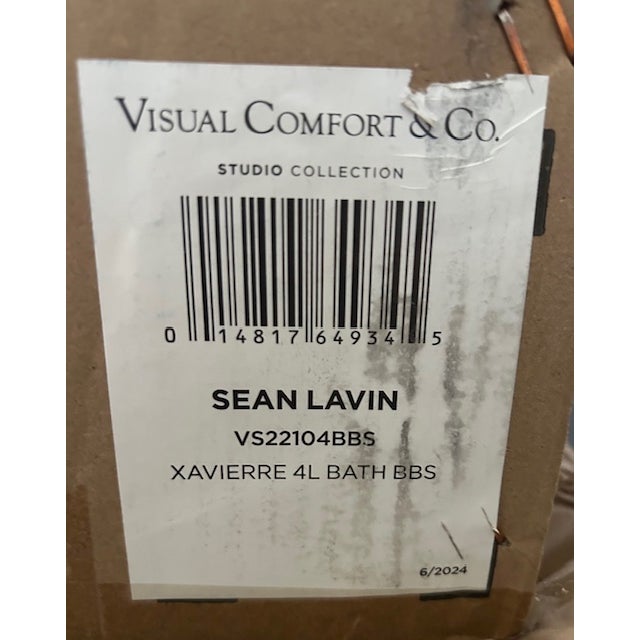 VISUAL COMFORT & CO.
STUDIO COLLECTION
0 14817 64934 5
SEAN LAVIN
VS22104BBS
XAVIERRE 4L BATH BBS
6/2024